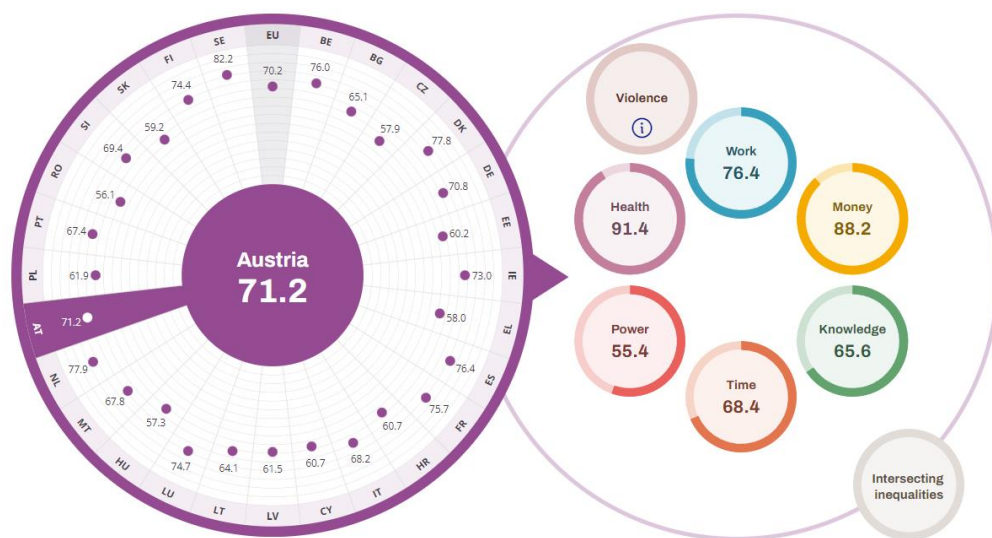 EU
70.2
BE
76.0
BG
65.1
CZ
57.9
DK
77.8
DE
70.8
EE
60.2
IE
73.0
EL
58.0
ES
76.4
FR
75.7
HR
60.7
IT
68.2
CY
60.7
LV
61.5
LT
64.1
LU
74.7
HU
57.3
MT
67.8
NL
77.9
AT
71.2
PL
61.9
PT
67.4
RO
56.1
SI
69.4
SK
59.2
FI
74.4
SE
82.2
Austria
71.2
Violence
i
Work
76.4
Health
91.4
Money
88.2
Power
55.4
Knowledge
65.6
Time
68.4
Intersecting
inequalities